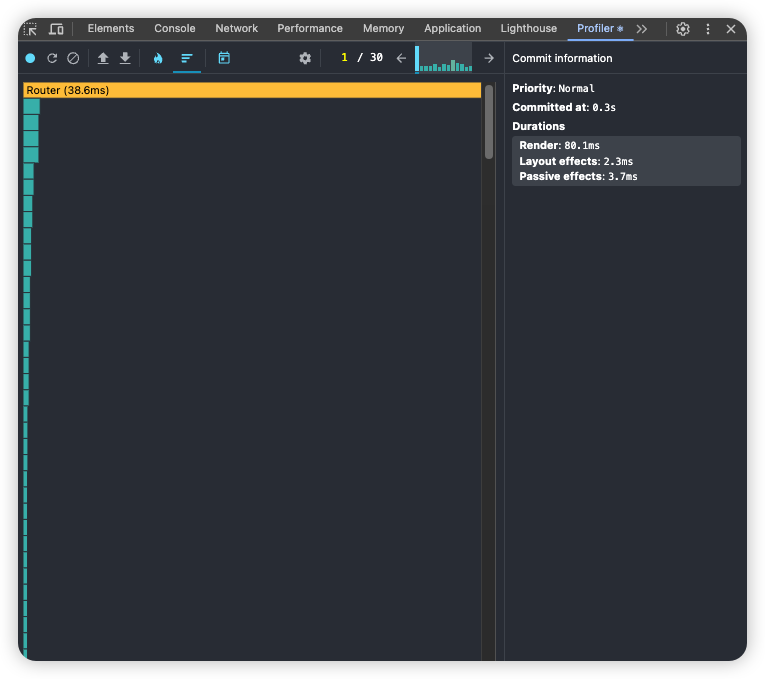 Elements Console Network Performance Memory Application Lighthouse Profiler
1 / 30
Commit information
Router (38.6ms)
Priority: Normal
Committed at: 0.3s
Durations
Render: 80.1ms
Layout effects: 2.3ms
Passive effects: 3.7ms